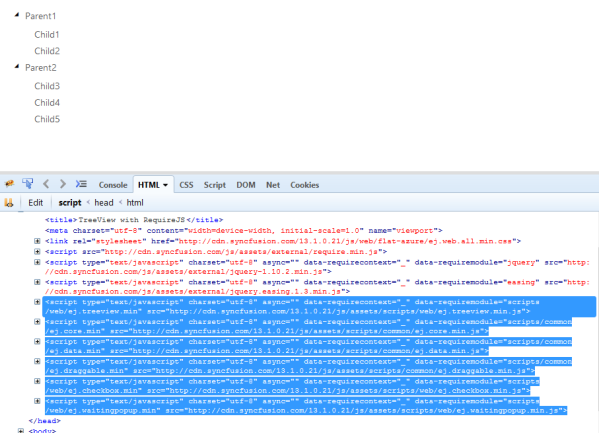 Parent1
Child1
Child2
Parent2
Child3
Child4
Child5
Console HTML CSS Script DOM Net Cookies
Edit script < head < html
<title>TreeView with RequireJS</title>
<meta charset="utf-8" content="width=device-width, initial-scale=1.0" name="viewport">
<link rel="stylesheet" href="http://cdn.syncfusion.com/13.1.0.21/js/web/flat-azure/ej.web.all.min.css">
<script src="http://cdn.syncfusion.com/js/assets/external/require.min.js">
<script type="text/javascript" charset="utf-8" async="" data-requirecontext="_" data-requiremodule="jquery" src="http:
//cdn.syncfusion.com/js/assets/external/jquery-1.10.2.min.js">
<script type="text/javascript" charset="utf-8" async="" data-requirecontext="_" data-requiremodule="easing" src="http:
//cdn.syncfusion.com/js/assets/external/jquery.easing.1.3.min.js">
<script type="text/javascript" charset="utf-8" async="" data-requirecontext="_" data-requiremodule="scripts
/web/ej.treeview.min" src="http://cdn.syncfusion.com/13.1.0.21/js/assets/scripts/web/ej.treeview.min.js">
<script type="text/javascript" charset="utf-8" async="" data-requirecontext="_" data-requiremodule="scripts/common
/ej.core.min" src="http://cdn.syncfusion.com/13.1.0.21/js/assets/scripts/common/ej.core.min.js">
<script type="text/javascript" charset="utf-8" async="" data-requirecontext="_" data-requiremodule="scripts/common
/ej.data.min" src="http://cdn.syncfusion.com/13.1.0.21/js/assets/scripts/common/ej.data.min.js">
<script type="text/javascript" charset="utf-8" async="" data-requirecontext="_" data-requiremodule="scripts/common
/ej.draggable.min" src="http://cdn.syncfusion.com/13.1.0.21/js/assets/scripts/common/ej.draggable.min.js">
<script type="text/javascript" charset="utf-8" async="" data-requirecontext="_" data-requiremodule="scripts
/web/ej.checkbox.min" src="http://cdn.syncfusion.com/13.1.0.21/js/assets/scripts/web/ej.checkbox.min.js">
<script type="text/javascript" charset="utf-8" async="" data-requirecontext="_" data-requiremodule="scripts
/web/ej.waitingpopup.min" src="http://cdn.syncfusion.com/13.1.0.21/js/assets/scripts/web/ej.waitingpopup.min.js">
</head>
<body>